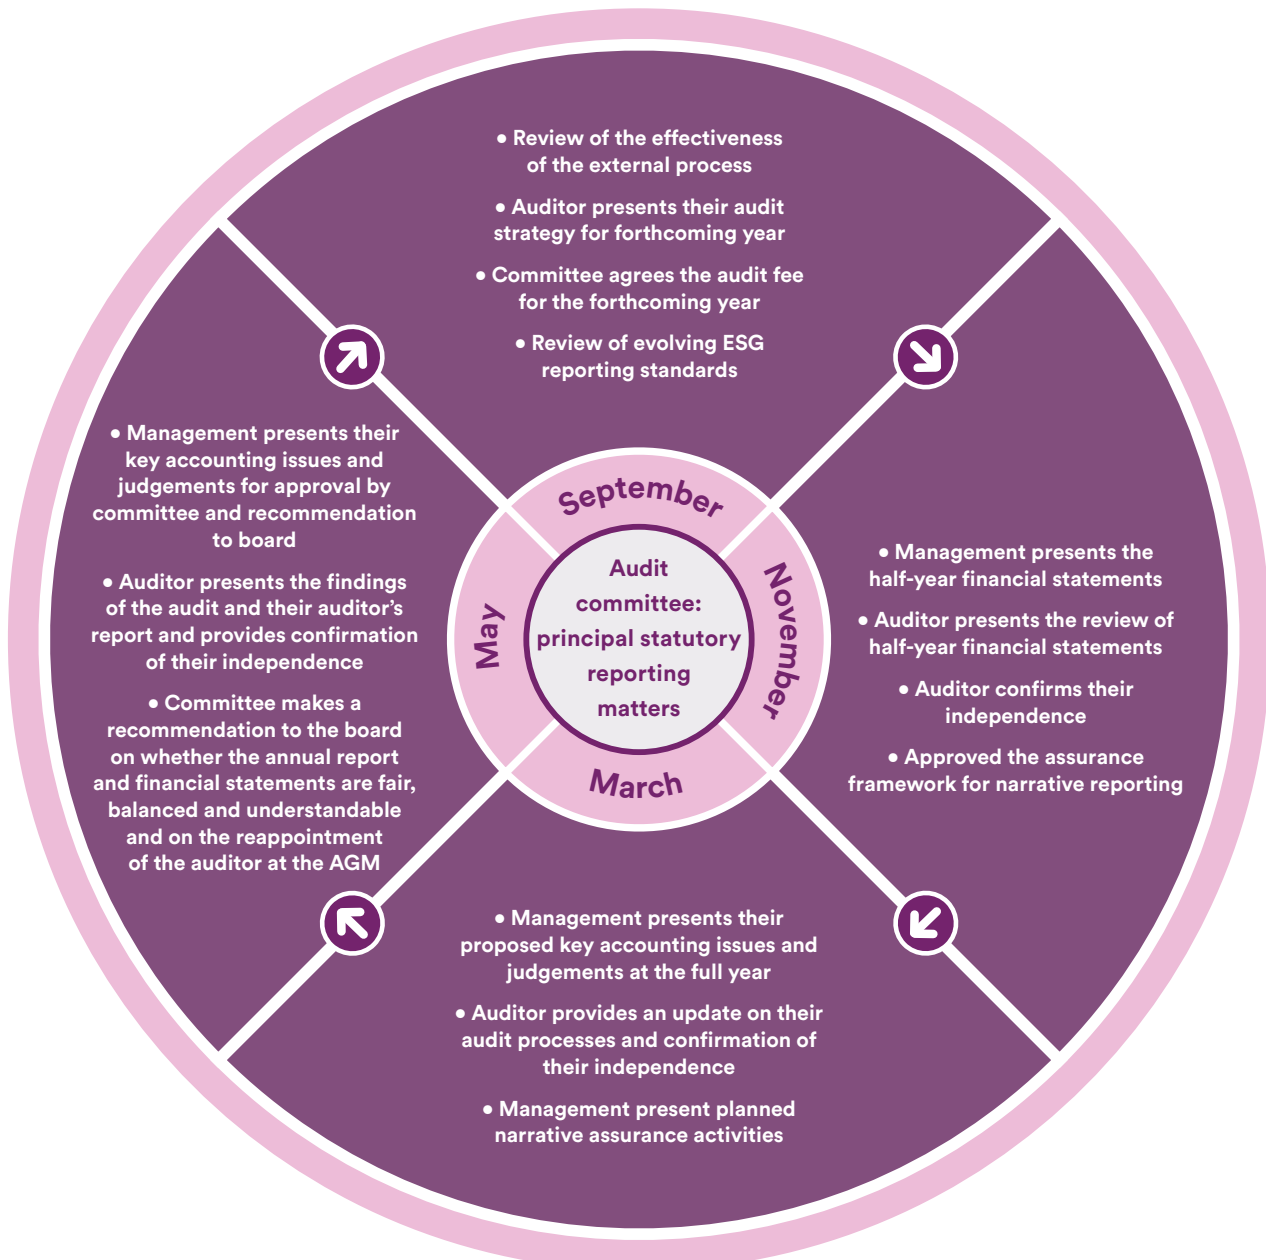 • Review of the effectiveness
of the external process
• Auditor presents their audit
strategy for forthcoming year
• Committee agrees the audit fee
for the forthcoming year
• Review of evolving ESG
reporting standards
September
Audit
committee:
principal statutory
reporting
matters
November
• Management presents the
half-year financial statements
• Auditor presents the review of
half-year financial statements
• Auditor confirms their
independence
• Approved the assurance
framework for narrative reporting
March
• Management presents their
proposed key accounting issues and
judgements at the full year
• Auditor provides an update on their
audit processes and confirmation of
their independence
• Management present planned
narrative assurance activities
May
• Management presents their
key accounting issues and
judgements for approval by
committee and recommendation
to board
• Auditor presents the findings
of the audit and their auditor’s
report and provides confirmation
of their independence
• Committee makes a
recommendation to the board
on whether the annual report
and financial statements are fair,
balanced and understandable
and on the reappointment
of the auditor at the AGM